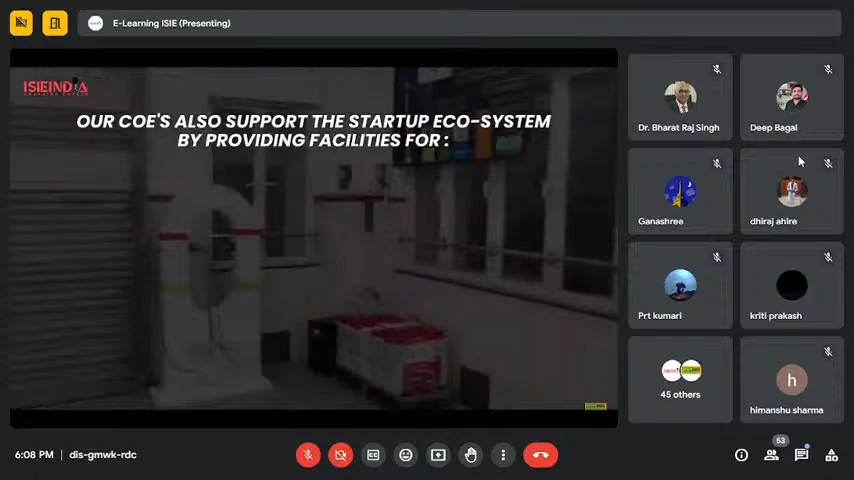 E-Learning ISIE (Presenting)
ISIEINDIA
OUR COE'S ALSO SUPPORT THE STARTUP ECO-SYSTEM
BY PROVIDING FACILITIES FOR :
Dr. Bharat Raj Singh
Deep Bagal
Ganashree
dhiraj ahire
Prt kumari
kriti prakash
45 others
h
himanshu sharma
6:08 PM | dis-gmwk-rdc
53